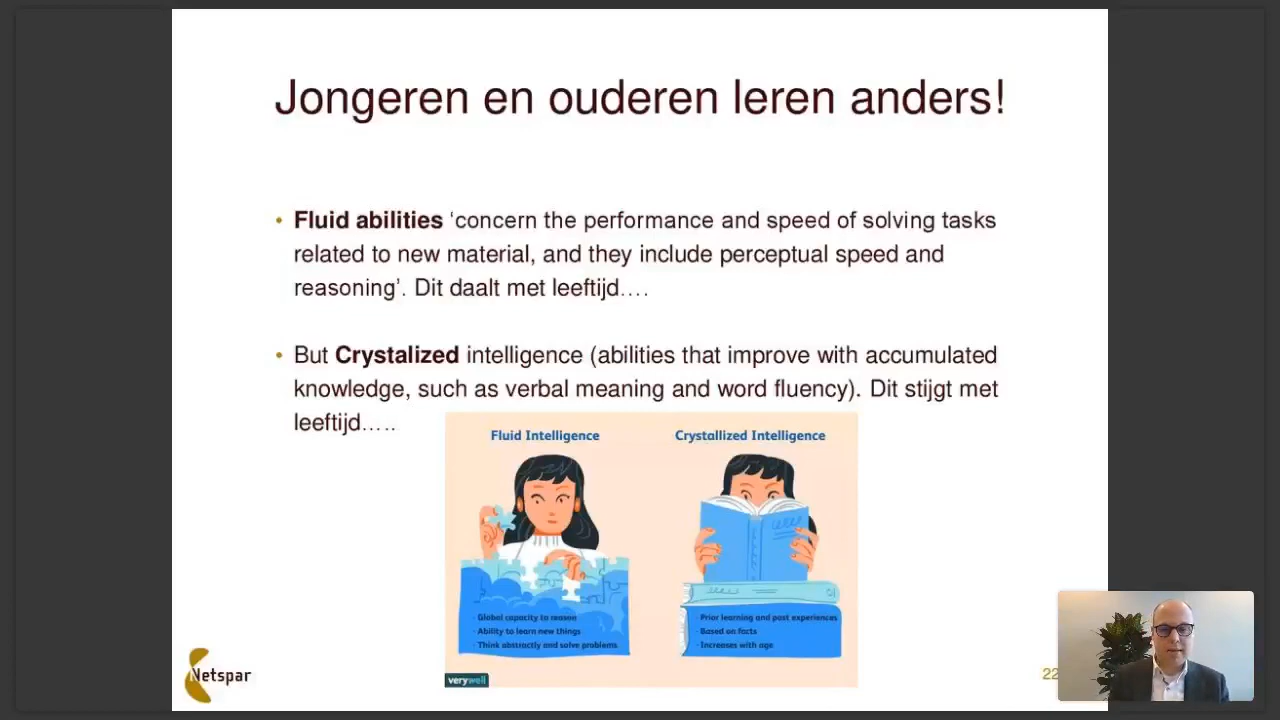 Jongeren en ouderen leren anders!
• Fluid abilities ‘concern the performance and speed of solving tasks
related to new material, and they include perceptual speed and
reasoning’. Dit daalt met leeftijd….
• But Crystalized intelligence (abilities that improve with accumulated
knowledge, such as verbal meaning and word fluency). Dit stijgt met
leeftijd…..
Fluid Intelligence
· Global capacity to reason
· Ability to learn new things
· Think abstractly and solve problems
Crystallized Intelligence
· Prior learning and past experiences
· Based on facts
· Increases with age
verywell
Netspar
22